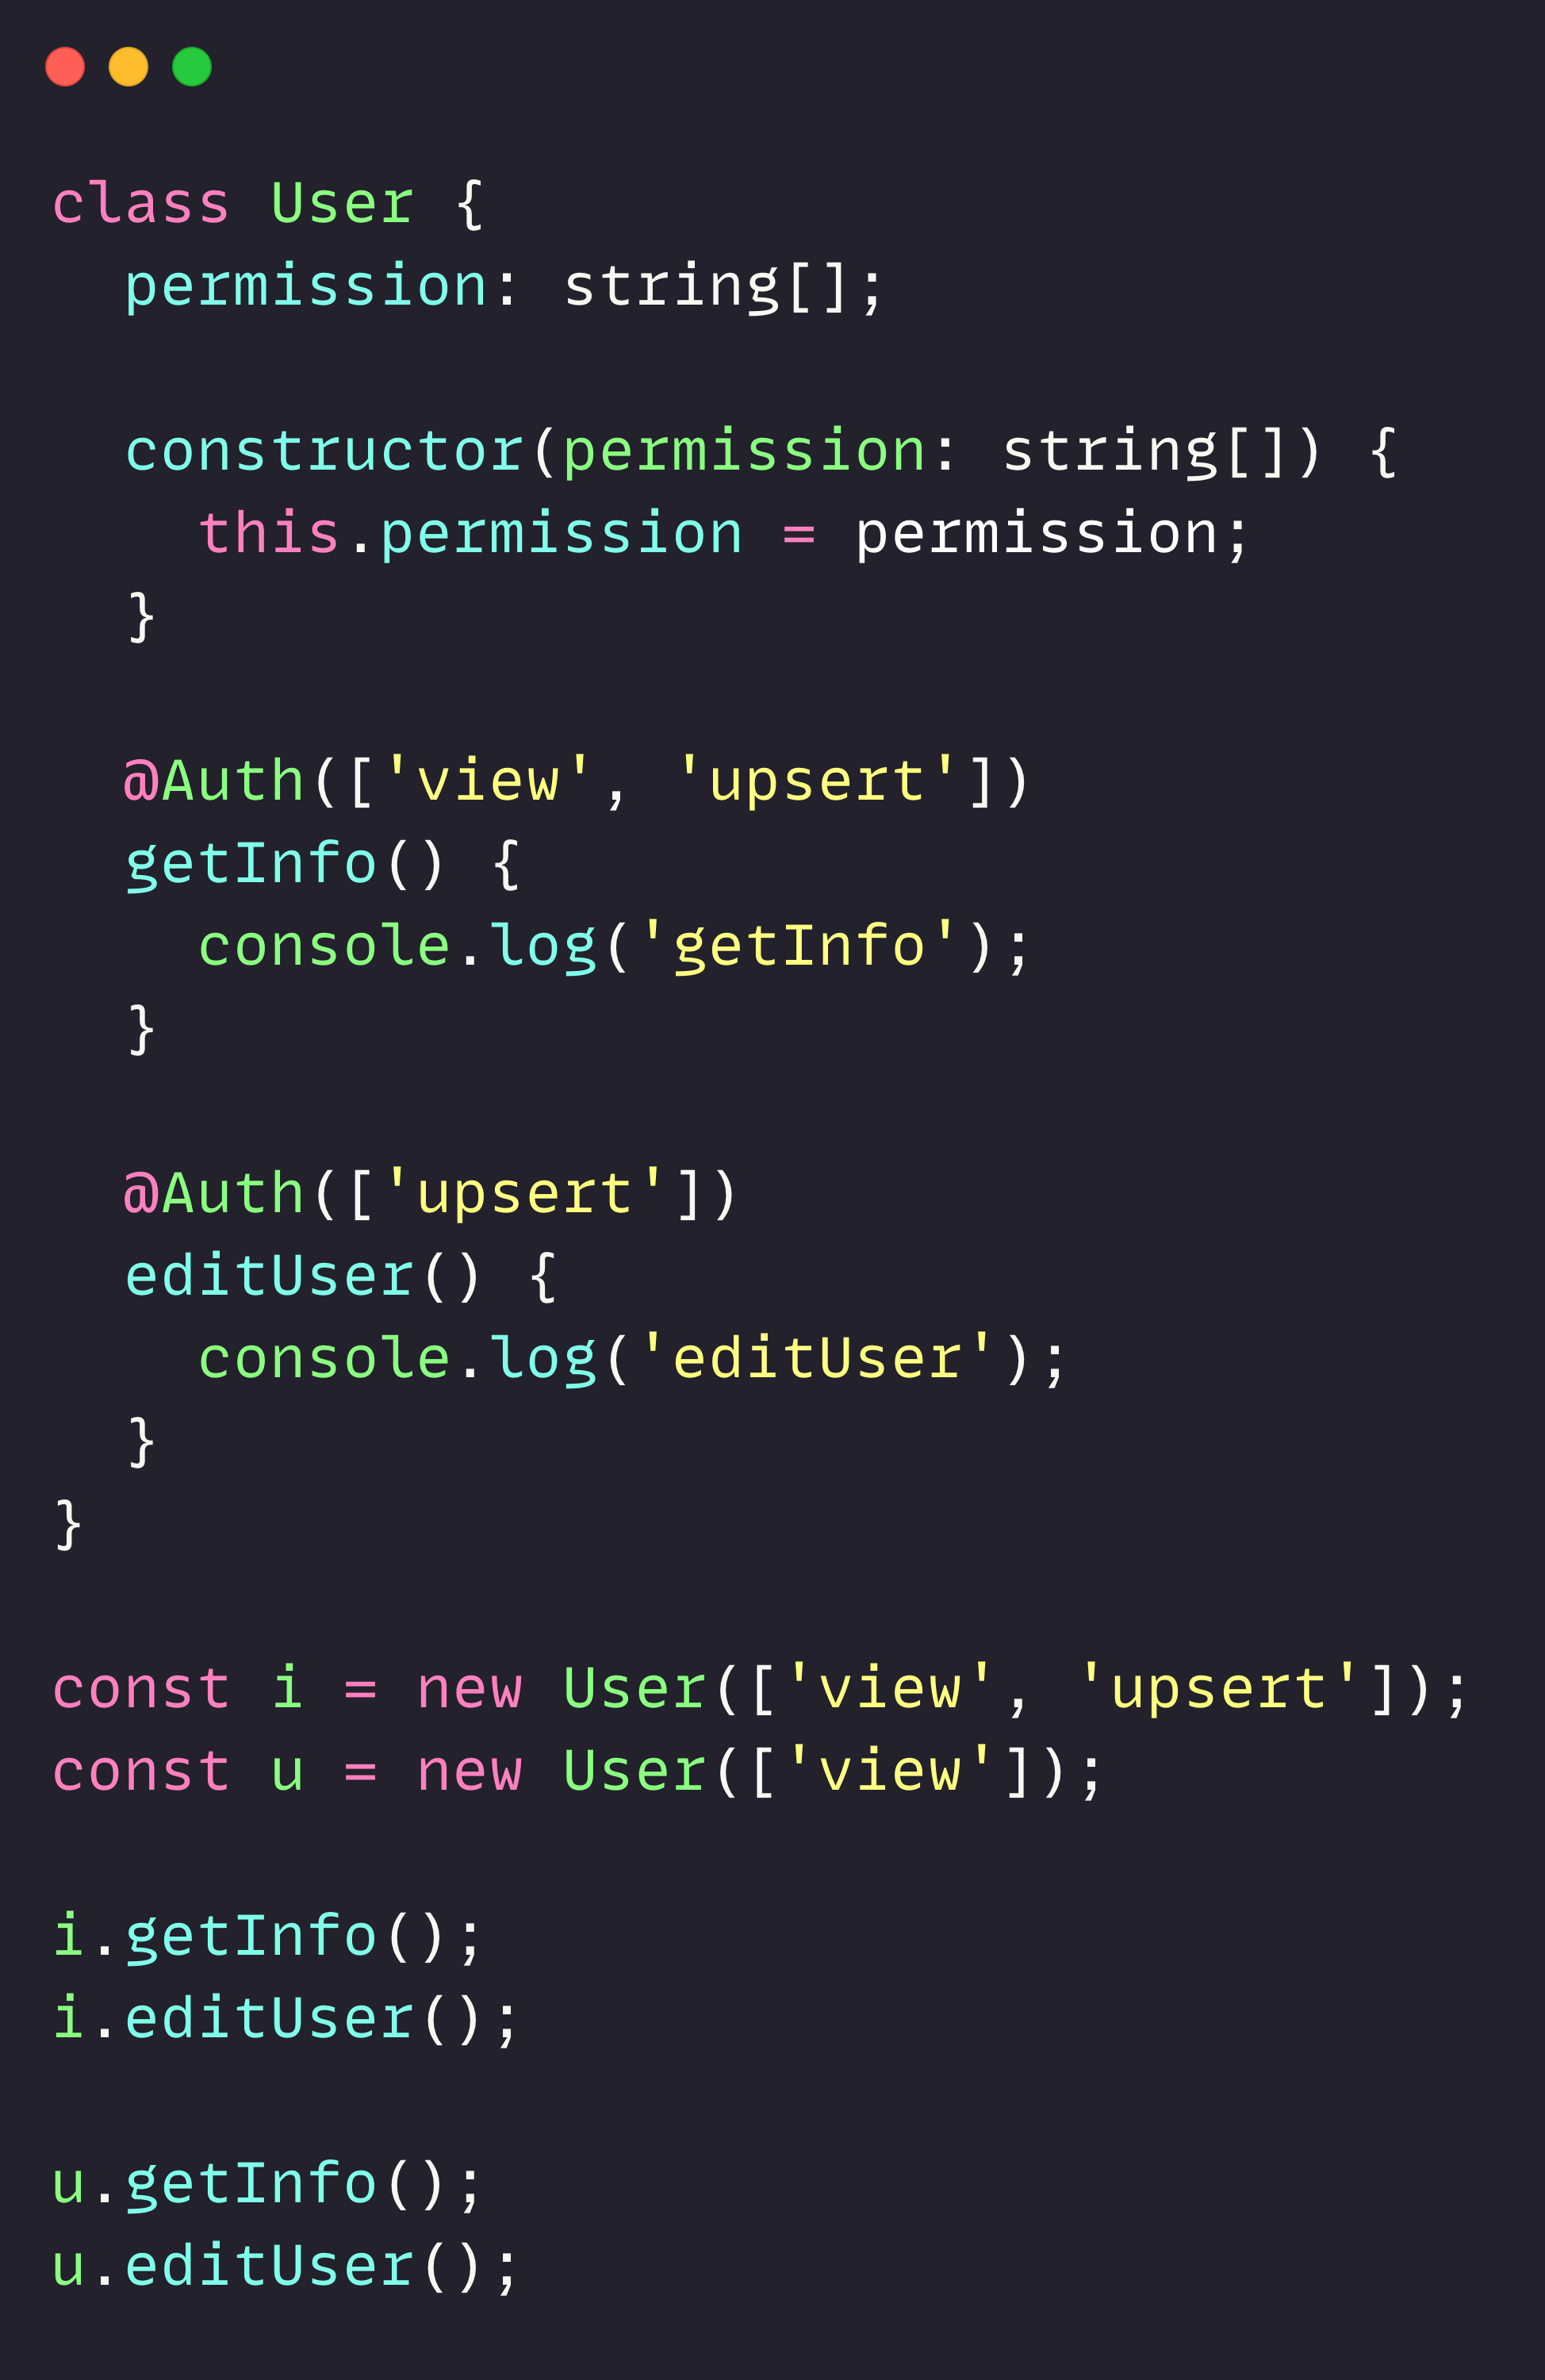 class User {
  permission: string[];

  constructor(permission: string[]) {
    this.permission = permission;
  }

  @Auth(['view', 'upsert'])
  getInfo() {
    console.log('getInfo');
  }

  @Auth(['upsert'])
  editUser() {
    console.log('editUser');
  }
}

const i = new User(['view', 'upsert']);
const u = new User(['view']);

i.getInfo();
i.editUser();

u.getInfo();
u.editUser();